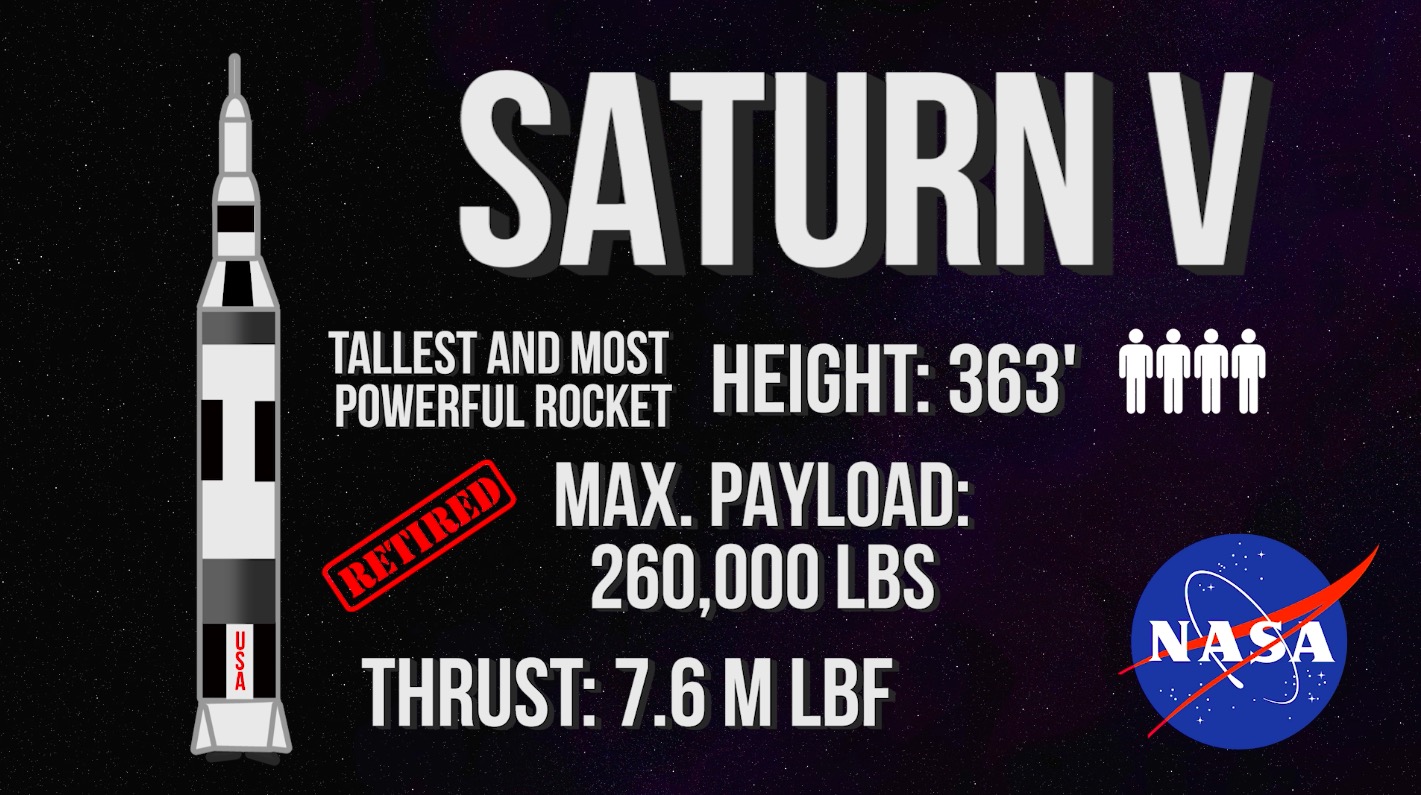 SATURN V
TALLEST AND MOST
POWERFUL ROCKET
HEIGHT: 363'
RETIRED
MAX. PAYLOAD:
260,000 LBS
THRUST: 7.6 M LBF
USA
NASA